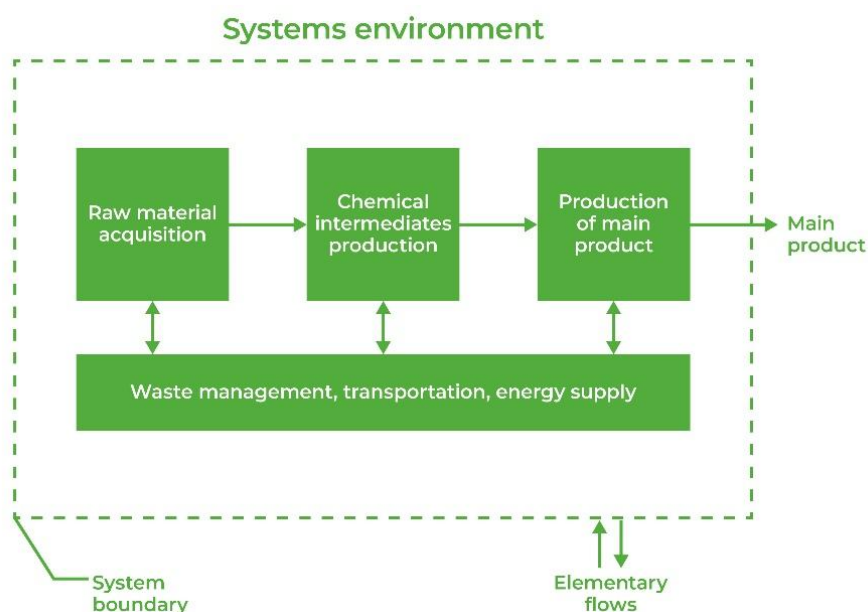 Systems environment
Raw material
acquisition
Chemical
intermediates
production
Production
of main
product
Main
product
Waste management, transportation, energy supply
System
boundary
Elementary
flows